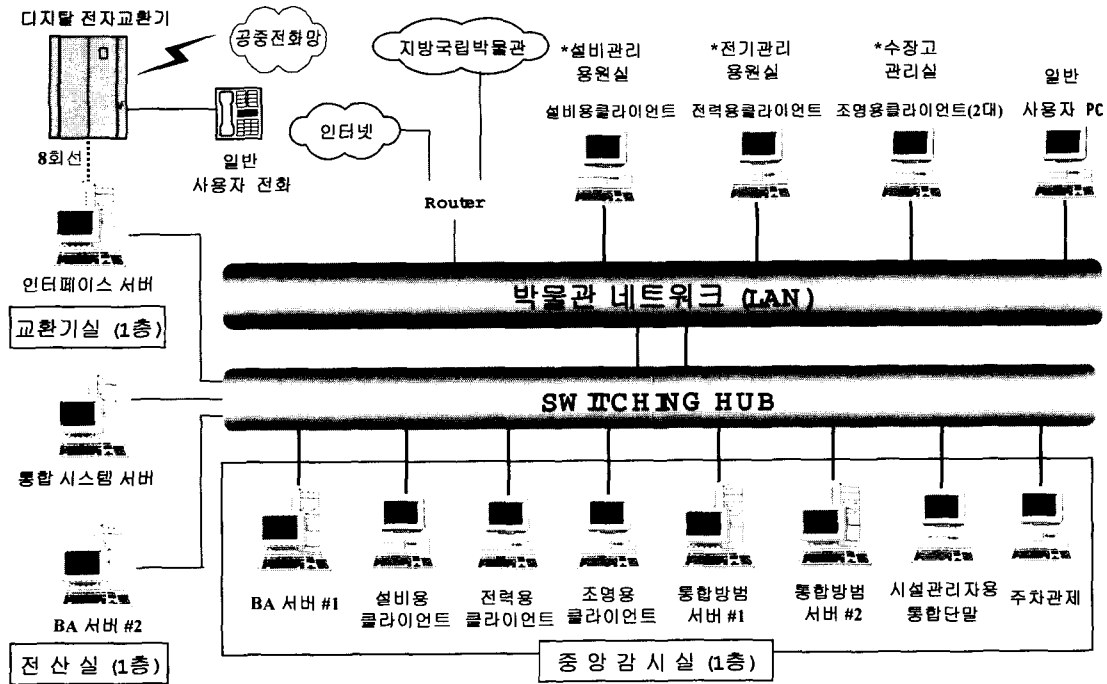 디지탈 전자교환기
공중전화망
지방국립박물관
*설비관리
용원실
*전기관리
용원실
*수장고
관리실
일반
사용자 PC
설비용클라이언트
전력용클라이언트
조명용클라이언트(2대)
인터넷
8회선
일반
사용자 전화
Router
인터페이스 서버
교환기실 (1층)
박물관 네트워크 (LAN)
SWITCHING HUB
통합 시스템 서버
BA 서버 #2
전 산 실 (1층)
BA 서버 #1
설비용
클라이언트
전력용
클라이언트
조명용
클라이언트
통합방범
서버 #1
통합방범
서버 #2
시설관리자용
통합단말
주차관제
중앙감시실 (1층)